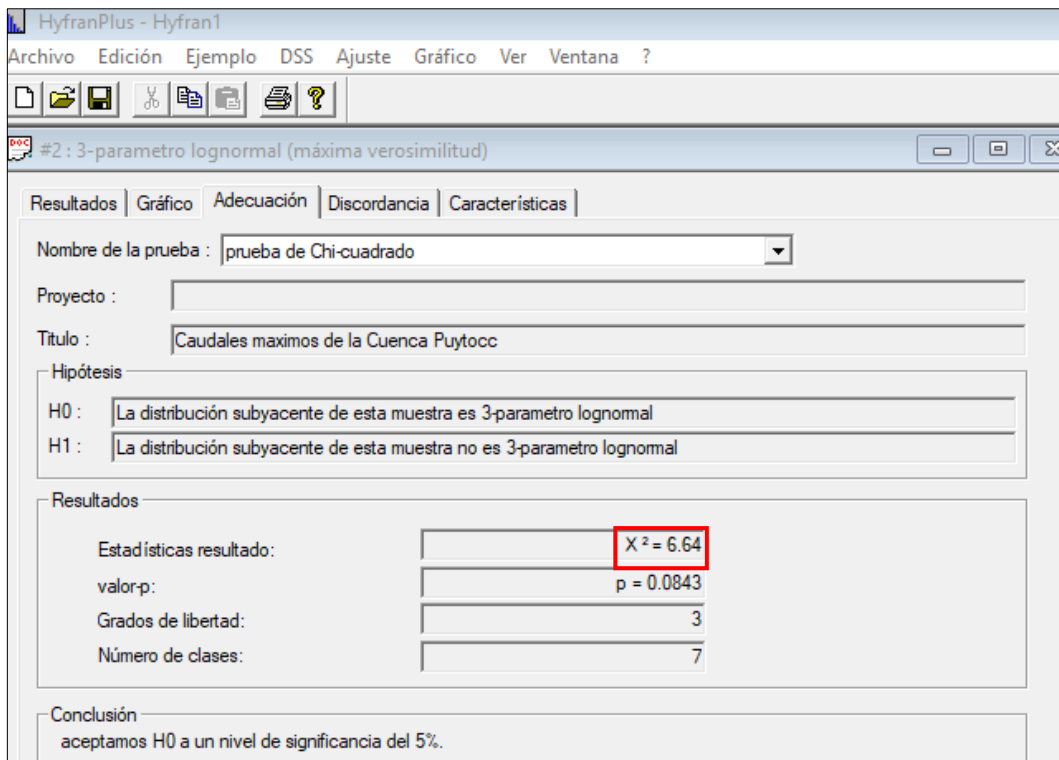 HyfranPlus - Hyfran1
Archivo Edición Ejemplo DSS Ajuste Gráfico Ver Ventana ?
DOC #2 : 3-parametro lognormal (máxima verosimilitud)
Resultados Gráfico Adecuación Discordancia Características
Nombre de la prueba : prueba de Chi-cuadrado
Proyecto :
Titulo : Caudales maximos de la Cuenca Puytocc
Hipótesis
H0 : La distribución subyacente de esta muestra es 3-parametro lognormal
H1 : La distribución subyacente de esta muestra no es 3-parametro lognormal
Resultados
Estadísticas resultado: X ² = 6.64
valor-p: p = 0.0843
Grados de libertad: 3
Número de clases: 7
Conclusión
aceptamos H0 a un nivel de significancia del 5%.